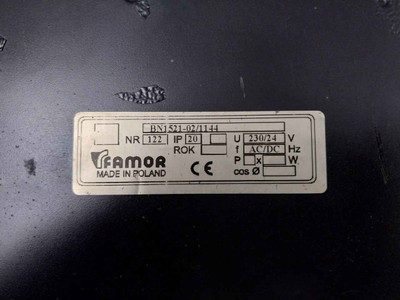 BN1521-02/1144
NR 122 IP 20 U 230/24 V
ROK f AC/DC Hz
FAMOR P x W
MADE IN POLAND CE cos Ø